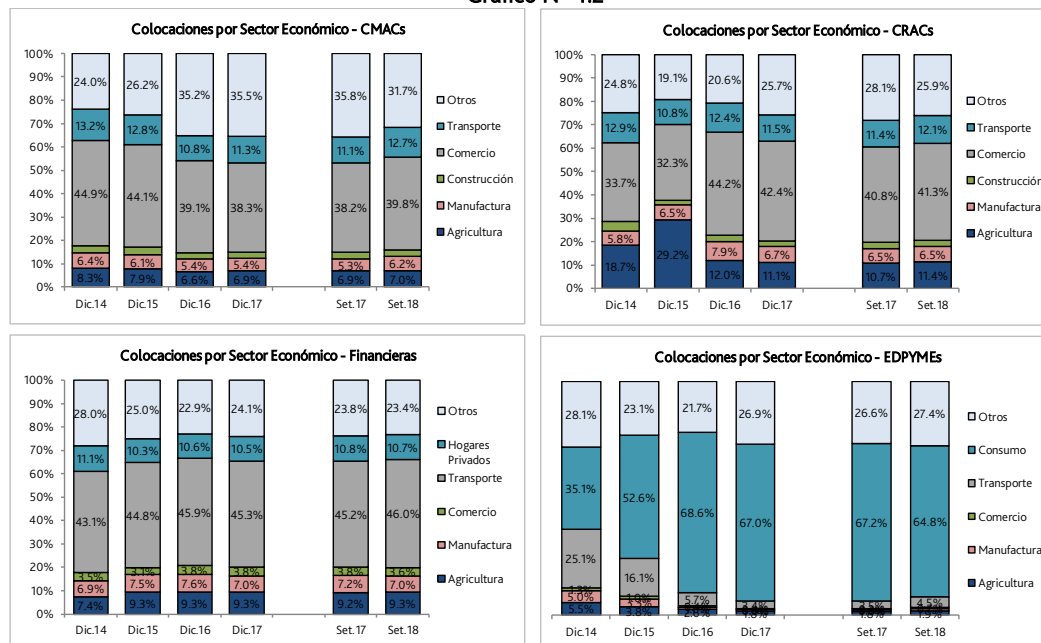 Gráfico N°
Colocaciones por Sector Económico - CMACs
100%
90%
80%
70%
60%
50%
40%
30%
20%
10%
0%
24.0% 26.2% 35.2% 35.5% 35.8% 31.7%
13.2% 12.8% 10.8% 11.3% 11.1% 12.7%
44.9% 44.1% 39.1% 38.3% 38.2% 39.8%
6.4% 6.1% 5.4% 5.4% 5.3% 6.2%
8.3% 7.9% 6.6% 6.9% 6.9% 7.0%
Dic.14 Dic.15 Dic.16 Dic.17 Set.17 Set.18
Otros
Transporte
Comercio
Construcción
Manufactura
Agricultura
Colocaciones por Sector Económico - CRACs
100%
90%
80%
70%
60%
50%
40%
30%
20%
10%
0%
24.8% 19.1% 20.6% 25.7% 28.1% 25.9%
12.9% 10.8% 12.4% 11.5% 11.4% 12.1%
33.7% 32.3% 44.2% 42.4% 40.8% 41.3%
5.8% 6.5% 7.9% 6.7% 6.5% 6.5%
18.7% 29.2% 12.0% 11.1% 10.7% 11.4%
Dic.14 Dic.15 Dic.16 Dic.17 Set.17 Set.18
Otros
Transporte
Comercio
Construcción
Manufactura
Agricultura
Colocaciones por Sector Económico - Financieras
100%
90%
80%
70%
60%
50%
40%
30%
20%
10%
0%
28.0% 25.0% 22.9% 24.1% 23.8% 23.4%
11.1% 10.3% 10.6% 10.5% 10.8% 10.7%
43.1% 44.8% 45.9% 45.3% 45.2% 46.0%
3.5% 3.1% 3.8% 3.8% 3.8% 3.6%
6.9% 7.5% 7.6% 7.0% 7.2% 7.0%
7.4% 9.3% 9.3% 9.3% 9.2% 9.3%
Dic.14 Dic.15 Dic.16 Dic.17 Set.17 Set.18
Otros
Hogares
Privados
Transporte
Comercio
Manufactura
Agricultura
Colocaciones por Sector Económico - EDPYMEs
28.1% 23.1% 21.7% 26.9% 26.6% 27.4%
35.1% 52.6% 68.6% 67.0% 67.2% 64.8%
25.1% 16.1% 5.7% 3.4% 3.5% 4.5%
5.0%
5.5% 3.8%
Dic.14 Dic.15 Dic.16 Dic.17 Set.17 Set.18
Otros
Consumo
Transporte
Comercio
Manufactura
Agricultura